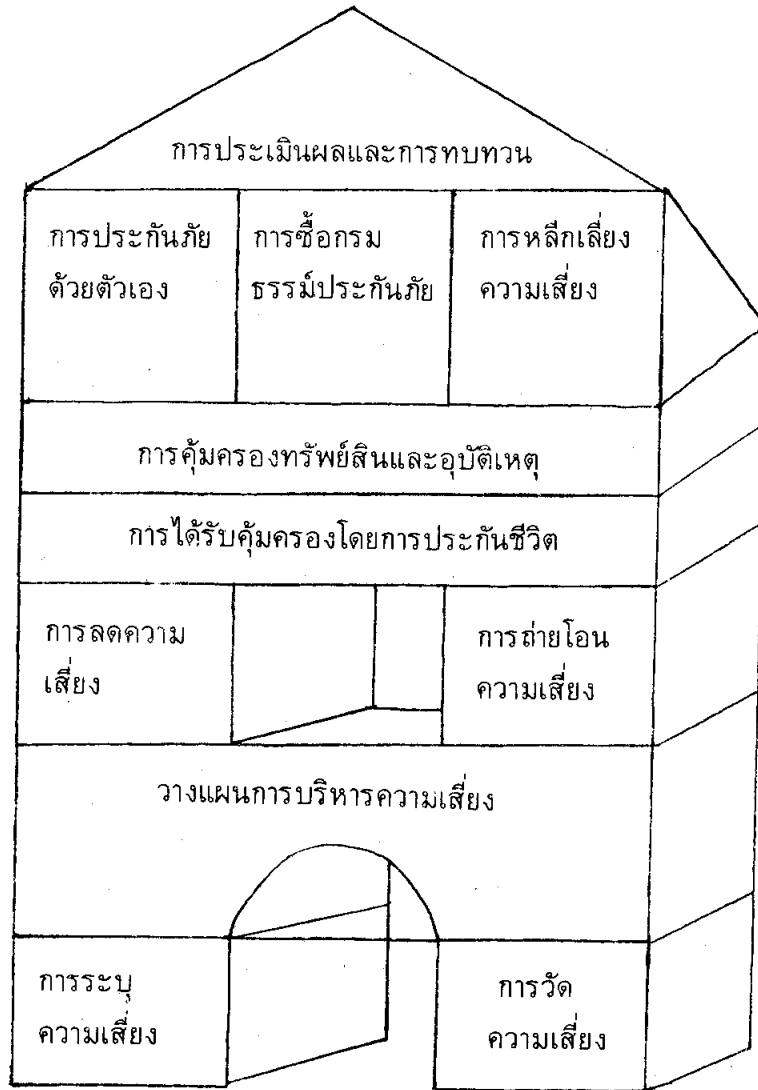 การประเมินผลและการทบทวน
การประกันภัย
ด้วยตัวเอง
การซื้อกรม
ธรรม์ประกันภัย
การหลีกเลี่ยง
ความเสี่ยง
การคุ้มครองทรัพย์สินและอุบัติเหตุ
การได้รับคุ้มครองโดยการประกันชีวิต
การลดความ
เสี่ยง
การถ่ายโอน
ความเสี่ยง
วางแผนการบริหารความเสี่ยง
การระบุ
ความเสี่ยง
การวัด
ความเสี่ยง